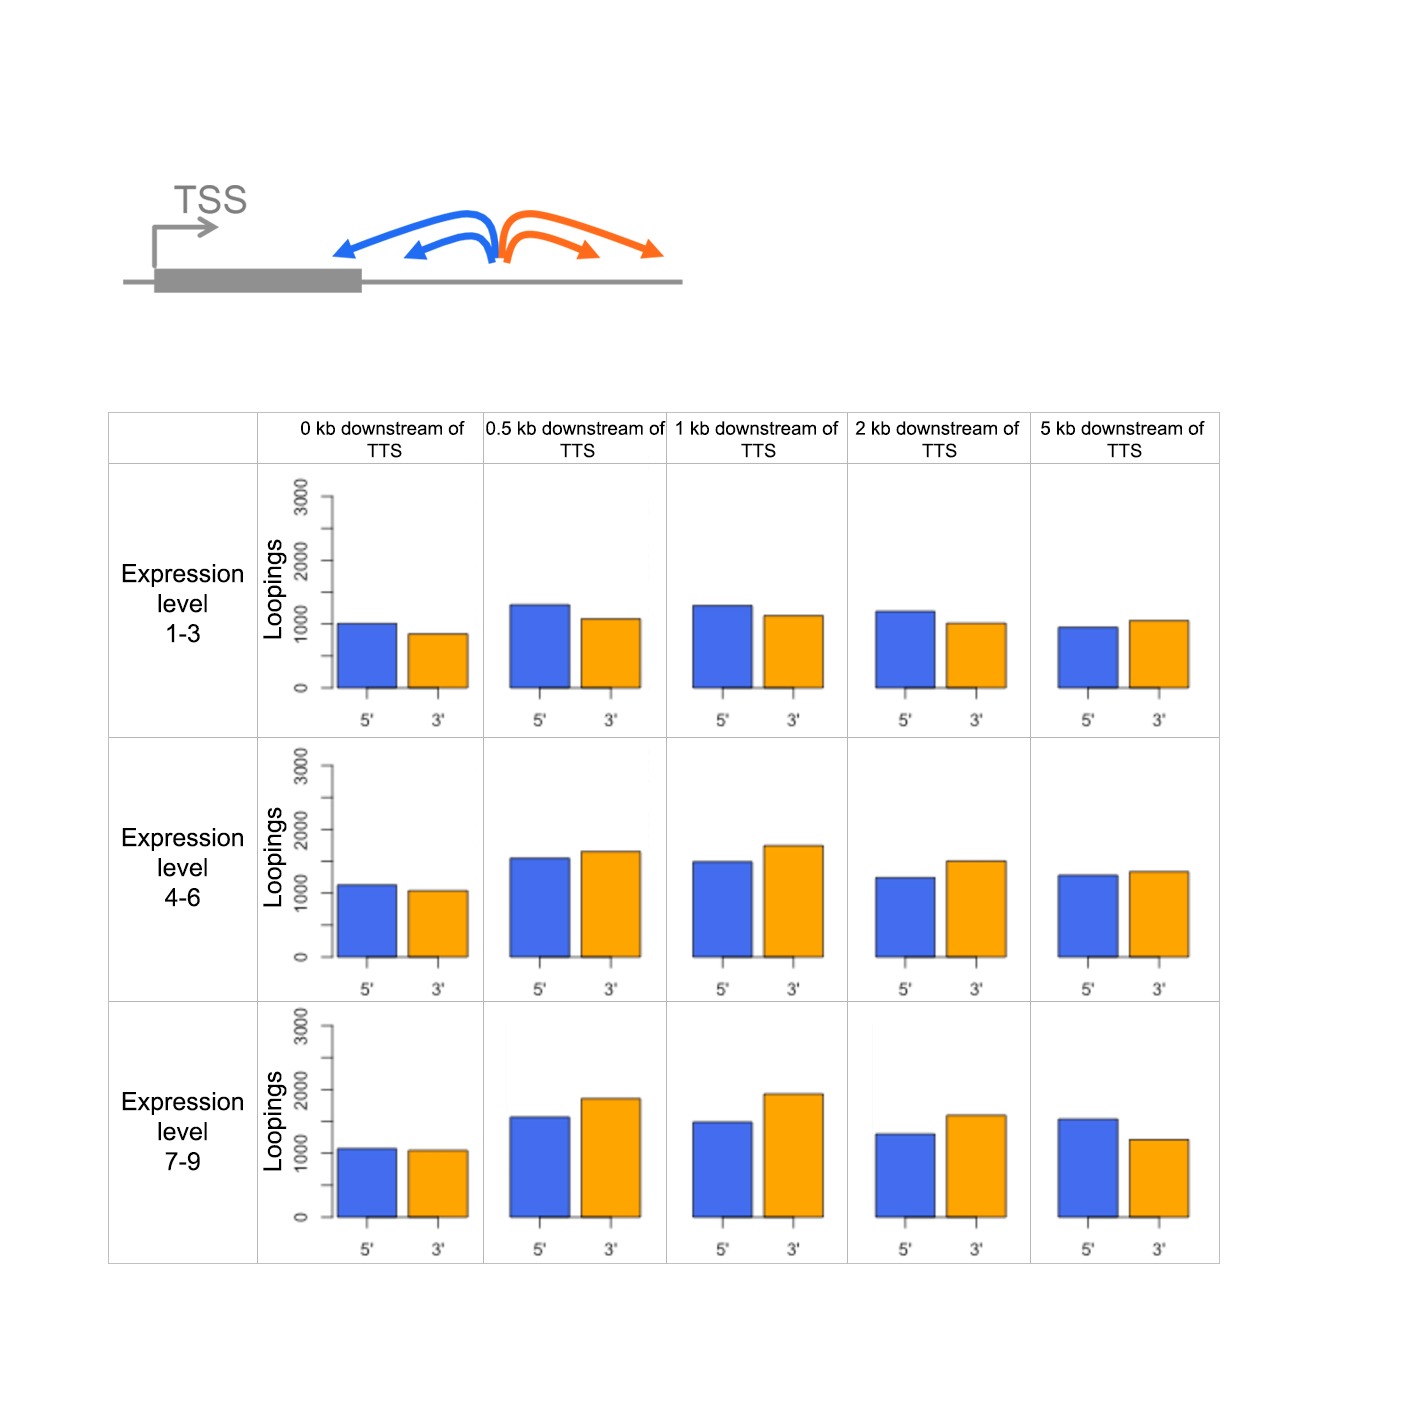 TSS
0 kb downstream of
TTS
0.5 kb downstream of
TTS
1 kb downstream of
TTS
2 kb downstream of
TTS
5 kb downstream of
TTS
Expression
level
1-3
Loopings
3000
2000
1000
0
5' 3'
5' 3'
5' 3'
5' 3'
5' 3'
Expression
level
4-6
Loopings
3000
2000
1000
0
5' 3'
5' 3'
5' 3'
5' 3'
5' 3'
Expression
level
7-9
Loopings
3000
2000
1000
0
5' 3'
5' 3'
5' 3'
5' 3'
5' 3'